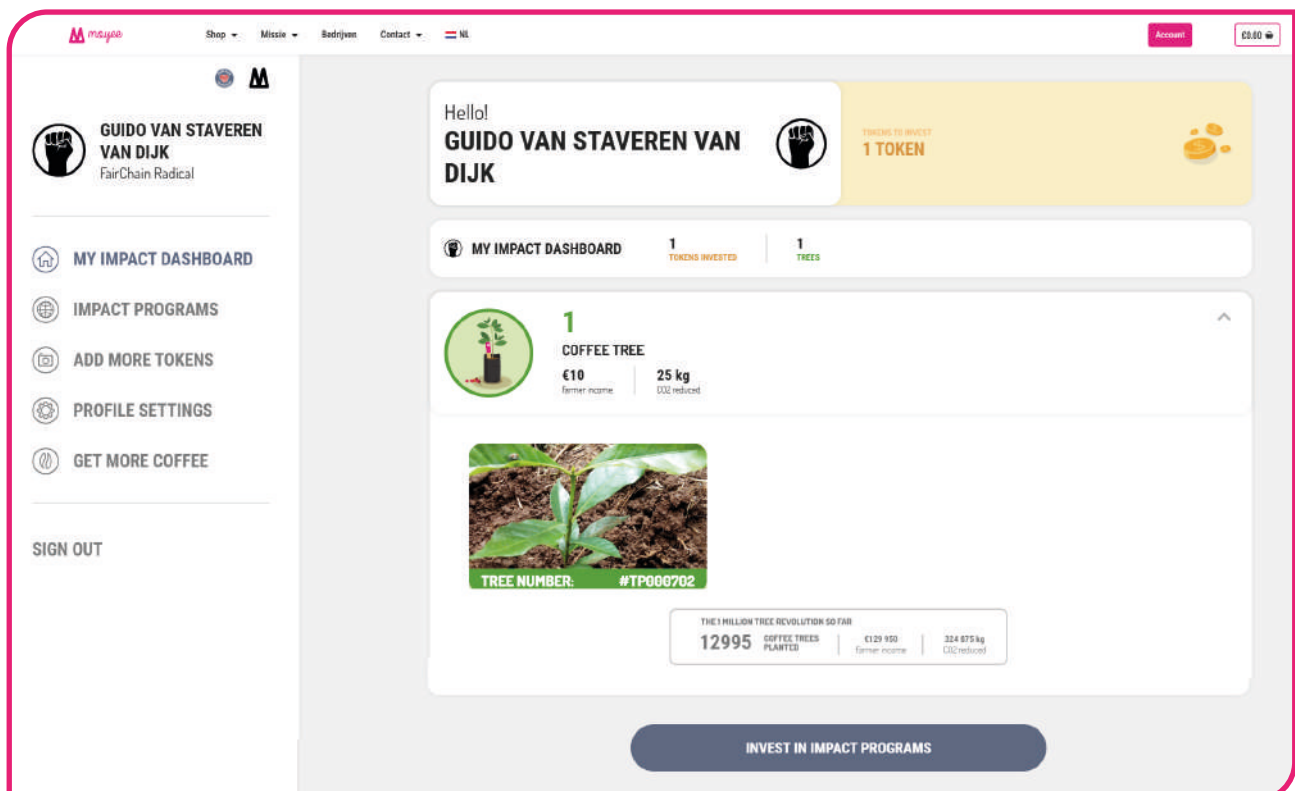 moyee
Shop
Missie
Bedrijven
Contact
NL
Account
€0.00
GUIDO VAN STAVEREN
VAN DIJK
FairChain Radical
MY IMPACT DASHBOARD
IMPACT PROGRAMS
ADD MORE TOKENS
PROFILE SETTINGS
GET MORE COFFEE
SIGN OUT
Hello!
GUIDO VAN STAVEREN VAN
DIJK
TOKENS TO INVEST
1 TOKEN
MY IMPACT DASHBOARD
1
TOKENS INVESTED
1
TREES
1
COFFEE TREE
€10
Farmer income
25 kg
CO2 reduced
TREE NUMBER: #TP000702
THE 1 MILLION TREE REVOLUTION SO FAR
12995
COFFEE TREES
PLANTED
€129 950
Farmer income
324 875 kg
CO2 reduced
INVEST IN IMPACT PROGRAMS